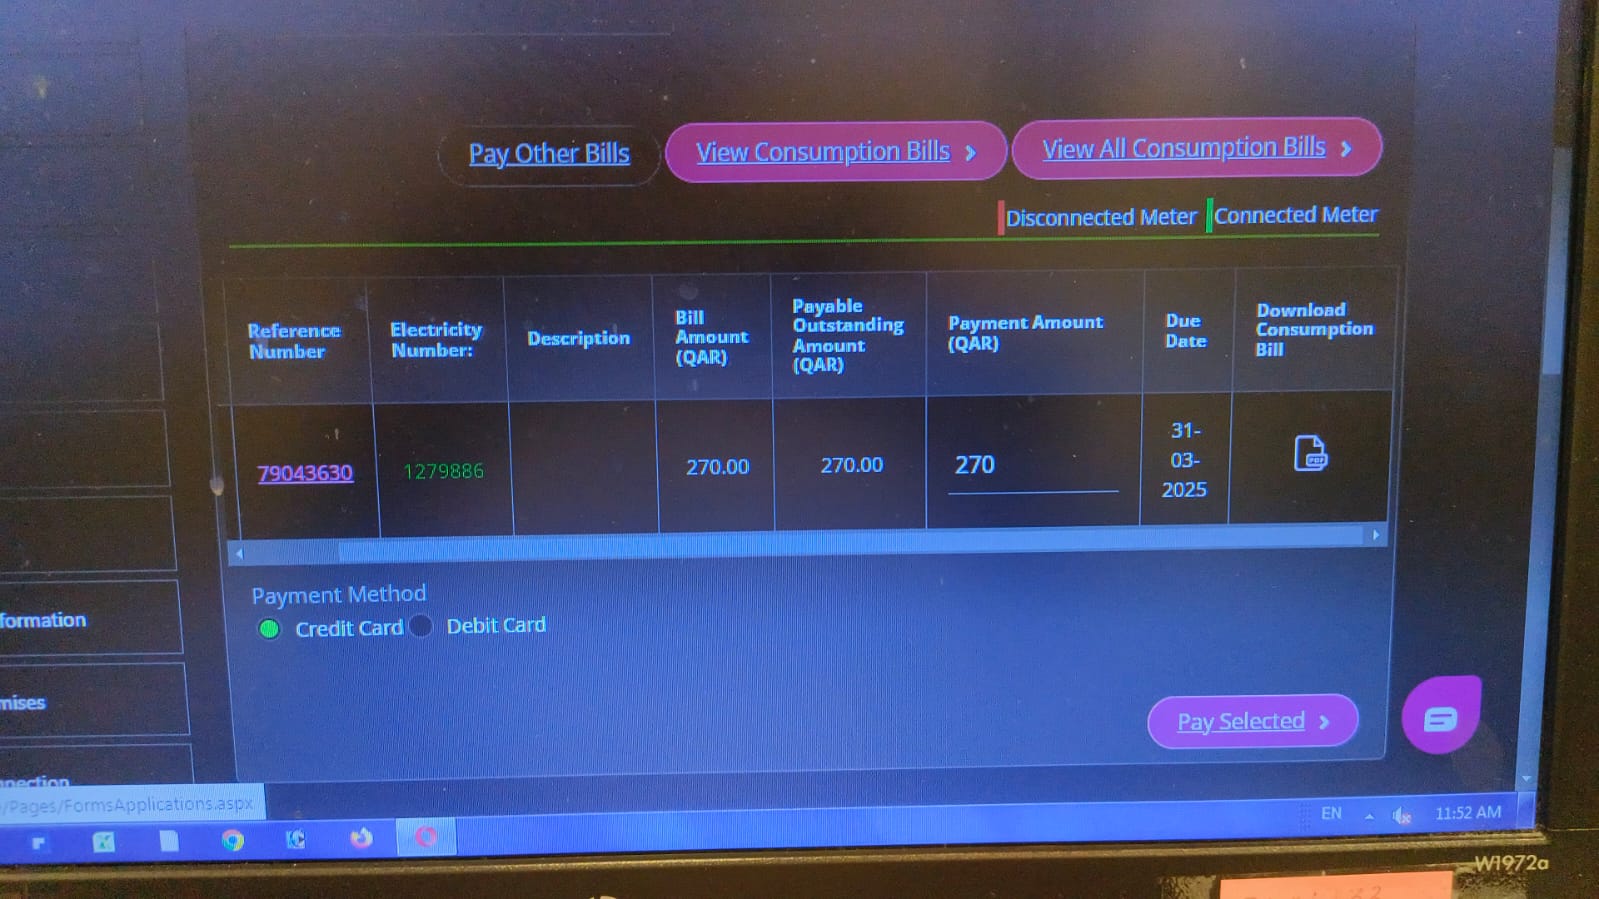 Pay Other Bills
View Consumption Bills
View All Consumption Bills
Disconnected Meter
Connected Meter
Reference
Number
Electricity
Number:
Description
Bill
Amount
(QAR)
Payable
Outstanding
Amount
(QAR)
Payment Amount
(QAR)
Due
Date
Download
Consumption
Bill
79043630
1279886
270.00
270.00
270
31-
03-
2025
PDF
Payment Method
Credit Card
Debit Card
formation
mises
nection
Pay Selected
/Pages/FormsApplications.aspx
EN
11:52 AM
W1972a